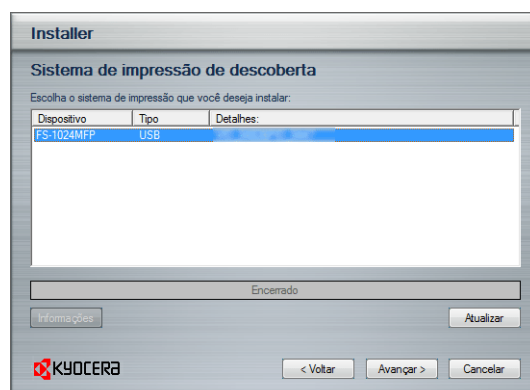 Installer
Sistema de impressão de descoberta
Escolha o sistema de impressão que você deseja instalar:
Dispositivo Tipo Detalhes:
FS-1024MFP USB
Encerrado
Informações Atualizar
KYOCERA < Voltar Avançar > Cancelar